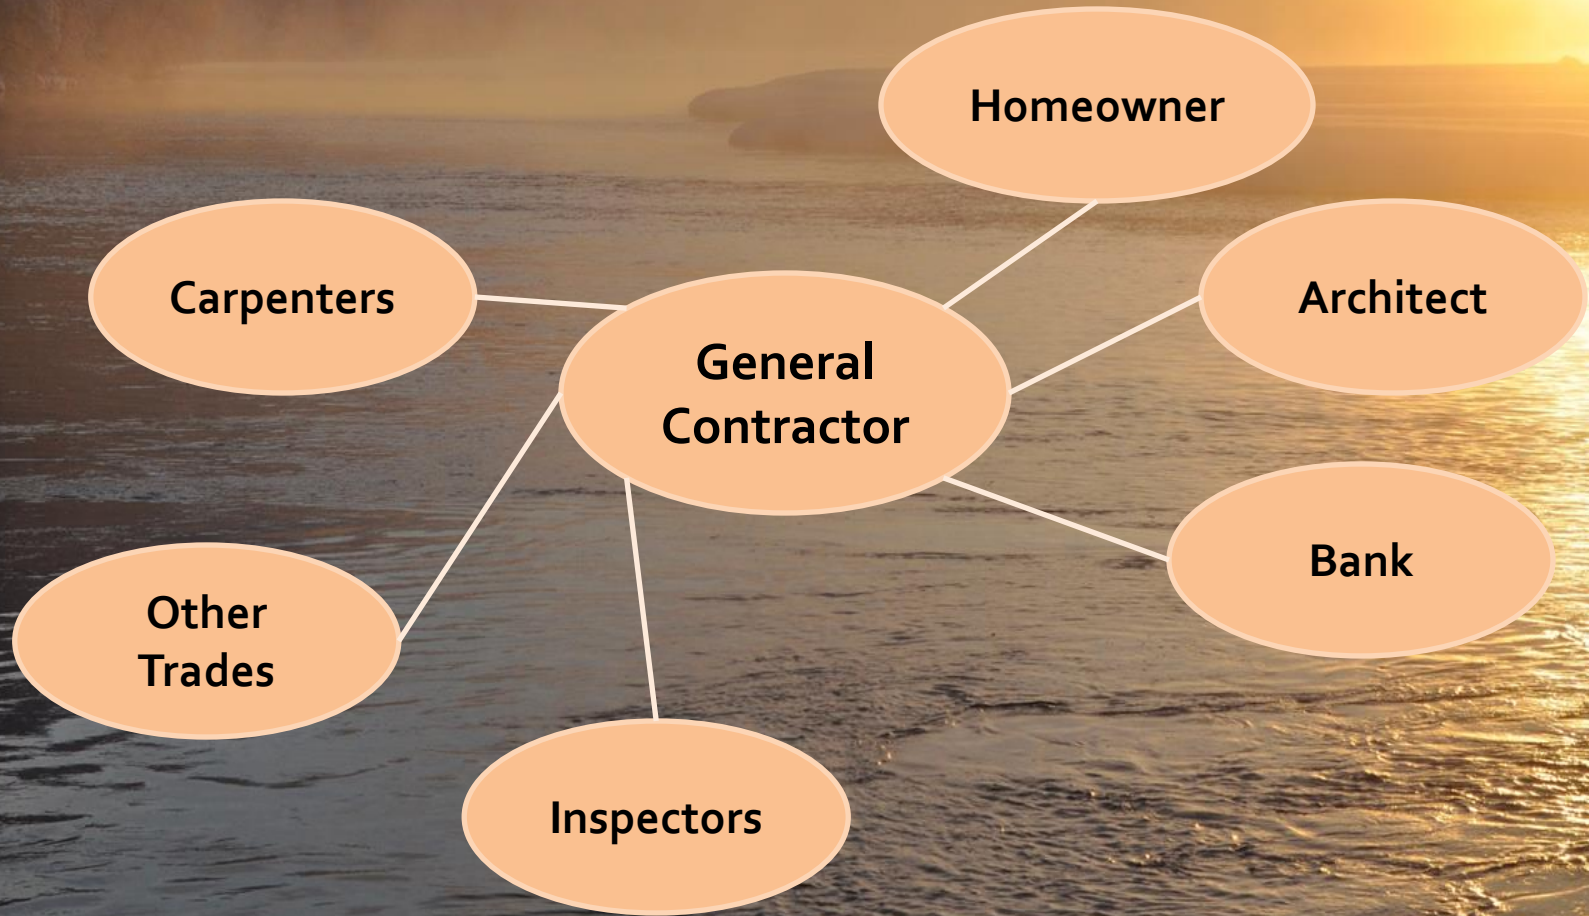 Homeowner
Carpenters
Architect
General
Contractor
Bank
Other
Trades
Inspectors